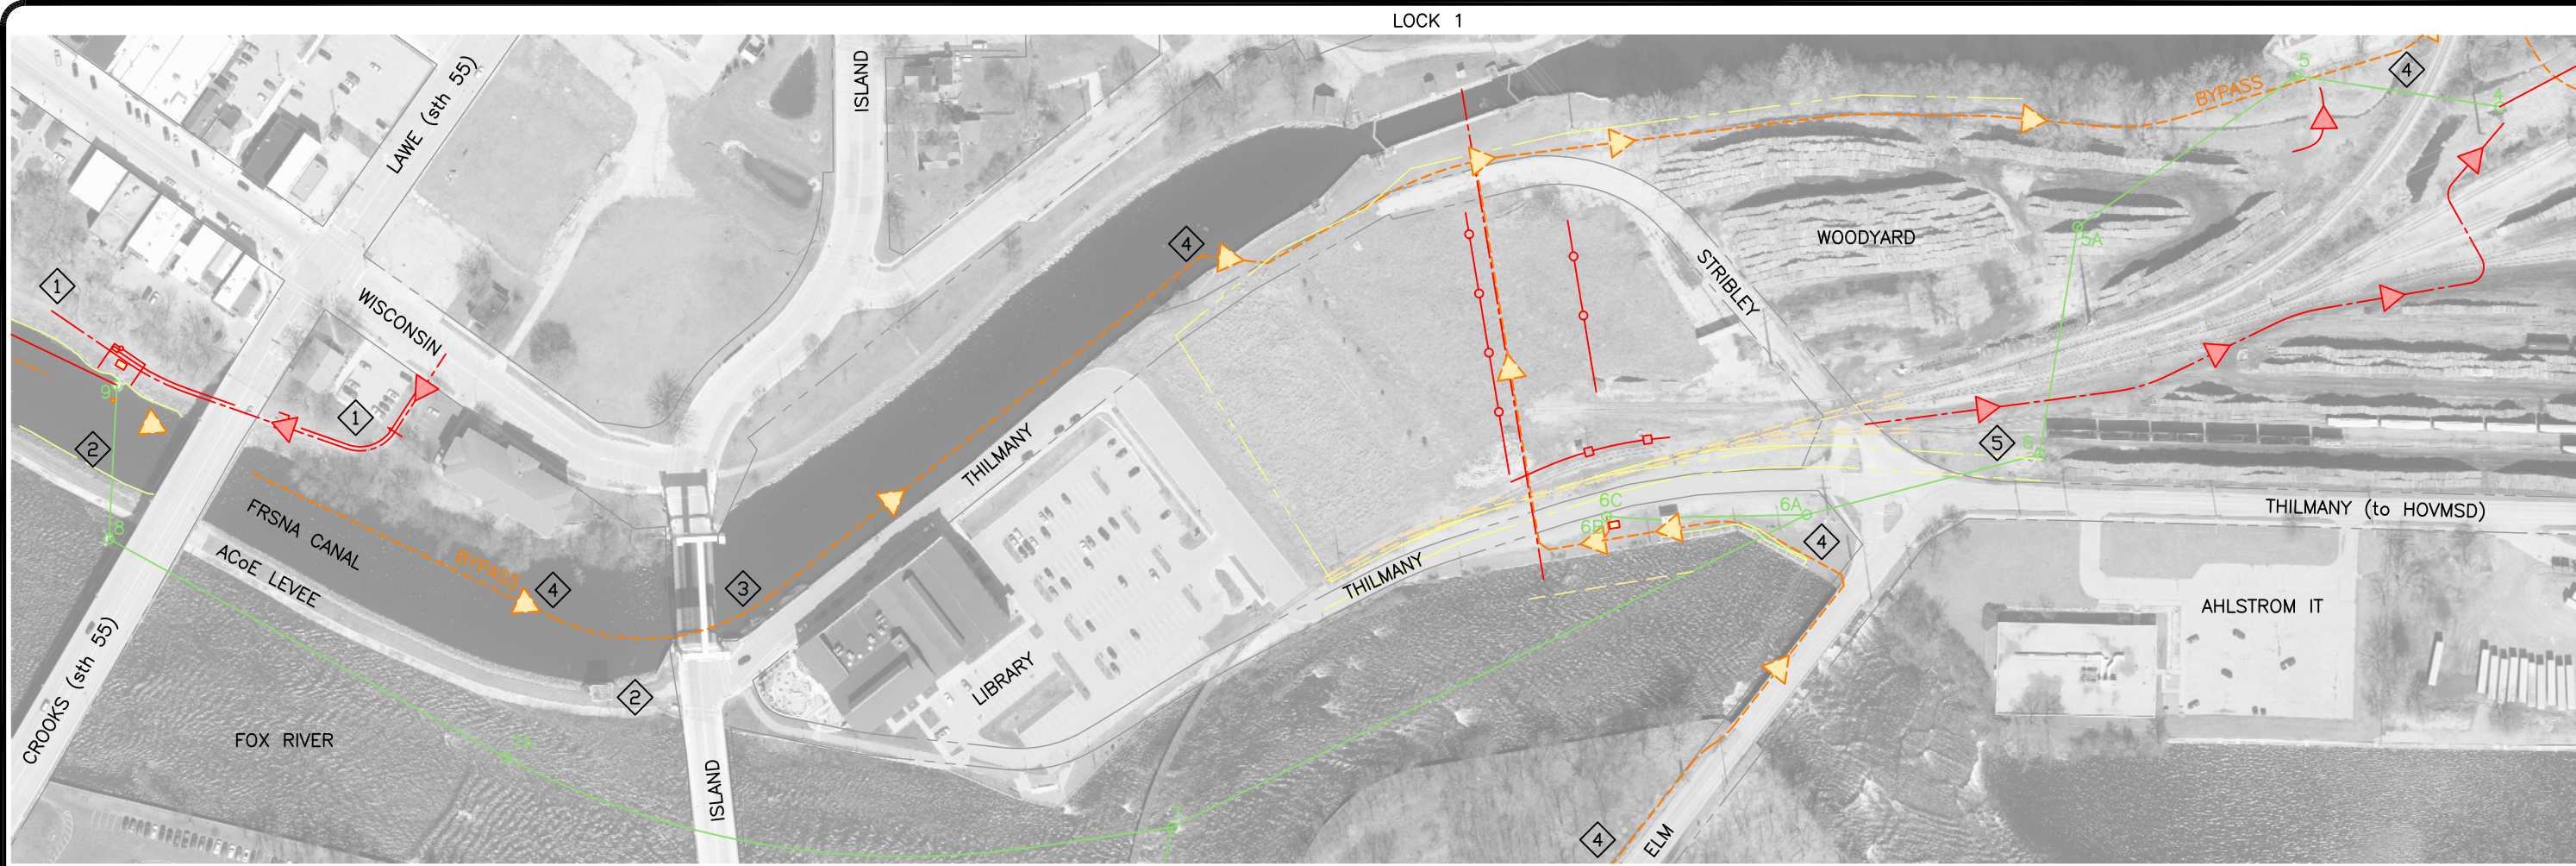 LOCK 1
ISLAND
LAWE (sth 55)
5
4
BYPASS
4
4
5A
WOODYARD
STRIBLEY
1
WISCONSIN
1
9
2
8
FRSNA CANAL
ACoE LEVEE
BYPASS
4
3
THILMANY
THILMANY
6C
6B
6A
4
5
6
THILMANY (to HOVMSD)
AHLSTROM IT
CROOKS (sth 55)
FOX RIVER
7A
2
LIBRARY
ISLAND
7
4
ELM